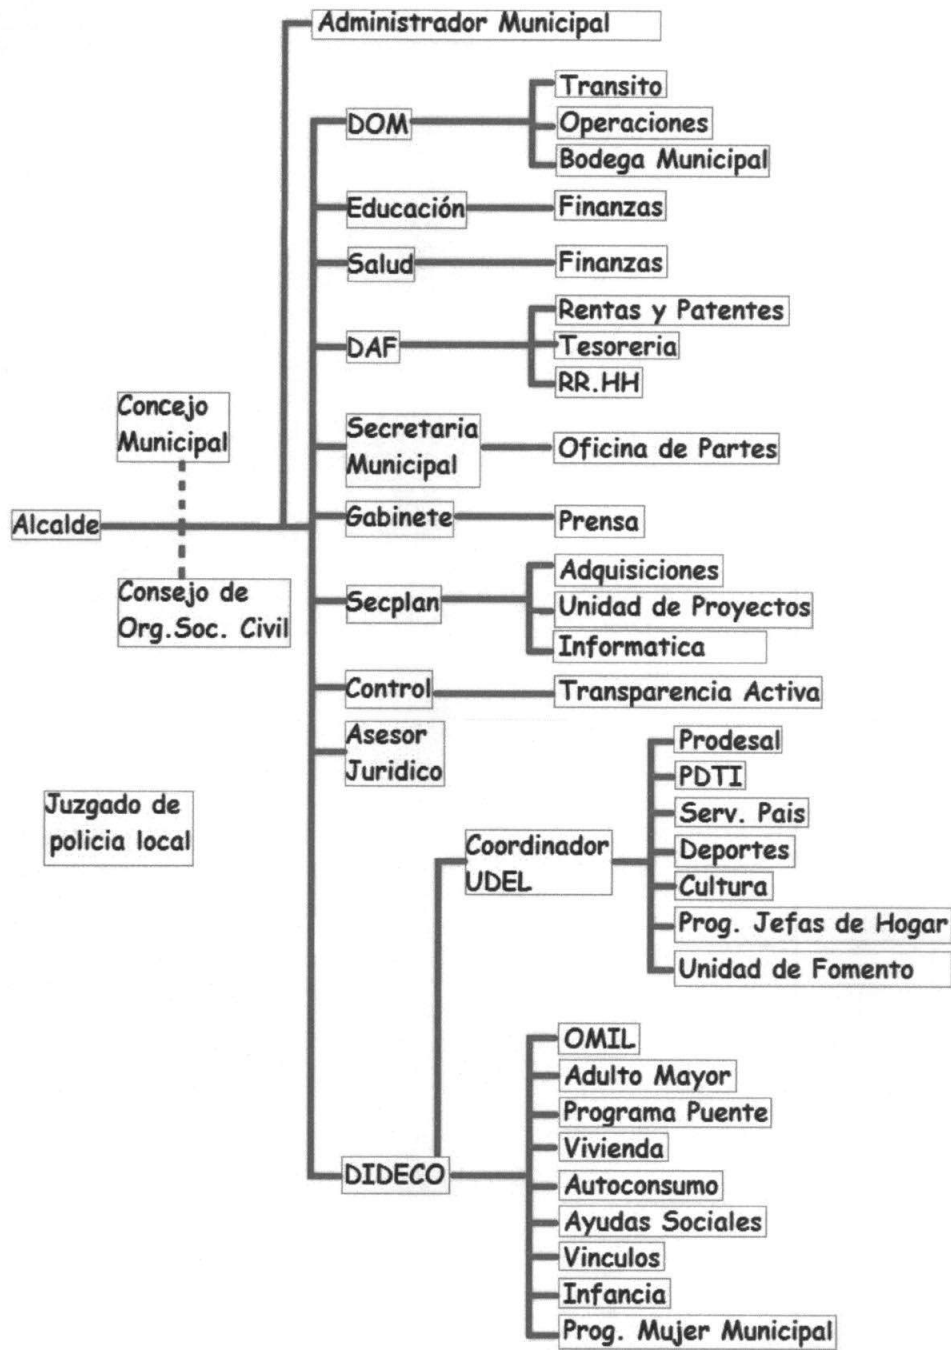 Administrador Municipal
DOM
Transito
Operaciones
Bodega Municipal
Educación
Finanzas
Salud
Finanzas
DAF
Rentas y Patentes
Tesoreria
RR.HH
Concejo
Municipal
Secretaria
Municipal
Oficina de Partes
Alcalde
Gabinete
Prensa
Consejo de
Org.Soc. Civil
Secplan
Adquisiciones
Unidad de Proyectos
Informatica
Control
Transparencia Activa
Asesor
Juridico
Juzgado de
policia local
Coordinador
UDEL
Prodesal
PDTI
Serv. Pais
Deportes
Cultura
Prog. Jefas de Hogar
Unidad de Fomento
DIDECO
OMIL
Adulto Mayor
Programa Puente
Vivienda
Autoconsumo
Ayudas Sociales
Vinculos
Infancia
Prog. Mujer Municipal